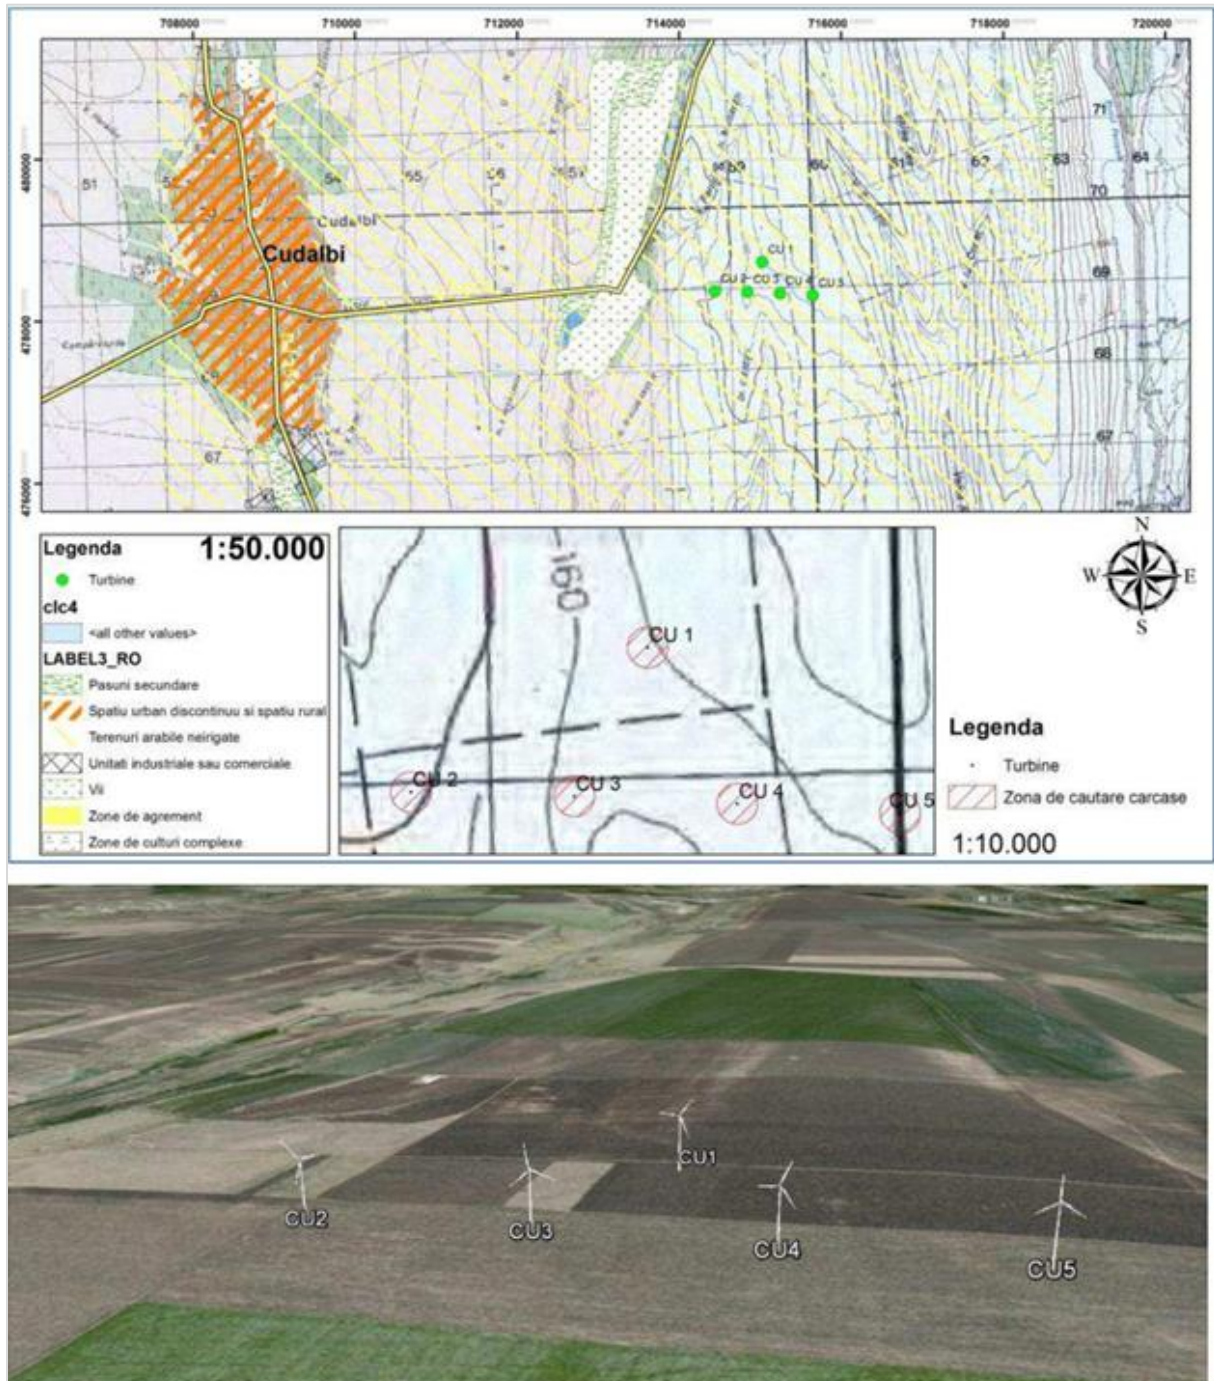 708000 710000 712000 714000 716000 718000 720000
480000
478000
476000
71
51 54 55 56 57 60 62 63 64
70
Cudalbi
Cudalbi
CU 1
69
CU 2 CU 3 CU 4 CU 5
68
67
67
Legenda 1:50.000
Turbine
clc4
<all other values>
LABEL3_RO
Pasuni secundare
Spatiu urban discontinuu si spatiu rural
Terenuri arabile neirigate
Unitati industriale sau comerciale
Vii
Zone de agrement
Zone de culturi complexe
160
CU 1
CU 2
CU 3
CU 4
CU 5
N
W E
S
Legenda
Turbine
Zona de cautare carcase
1:10.000
CU1
CU2
CU3
CU4
CU5